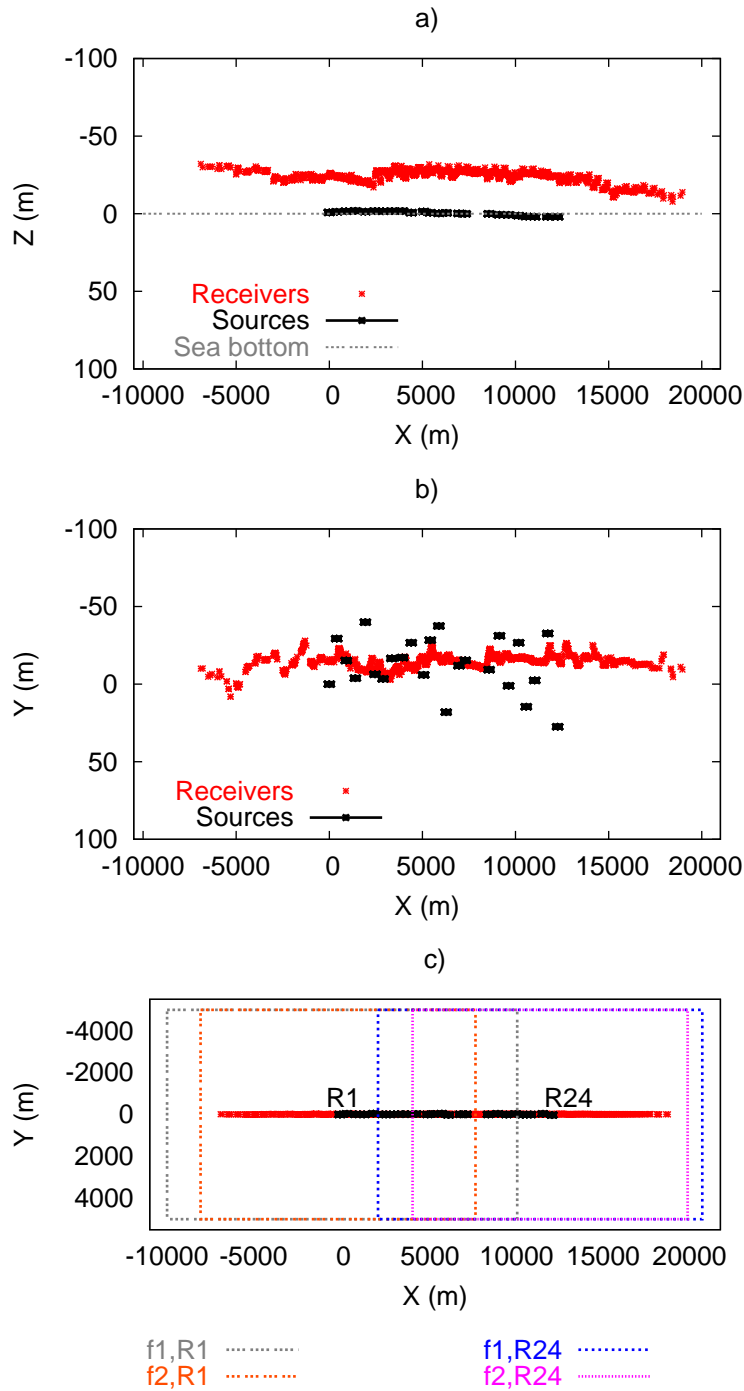 a)
-100
-50
0
50
100
Z (m)
Receivers
Sources
Sea bottom
-10000 -5000 0 5000 10000 15000 20000
X (m)
b)
-100
-50
0
50
100
Y (m)
Receivers
Sources
-10000 -5000 0 5000 10000 15000 20000
X (m)
c)
-4000
-2000
0
2000
4000
Y (m)
R1 R24
-10000 -5000 0 5000 10000 15000 20000
X (m)
f1,R1 f1,R24
f2,R1 f2,R24